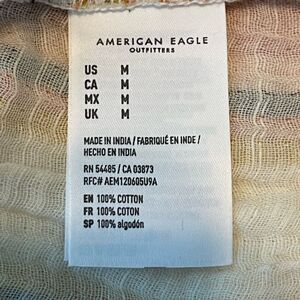 AMERICAN EAGLE
OUTFITTERS
US M
CA M
MX M
UK M
MADE IN INDIA / FABRIQUÉ EN INDE /
HECHO EN INDIA
RN 54485 / CA 03873
RFC# AEM120605U9A
EN 100% COTTON
FR 100% COTON
SP 100% algodón